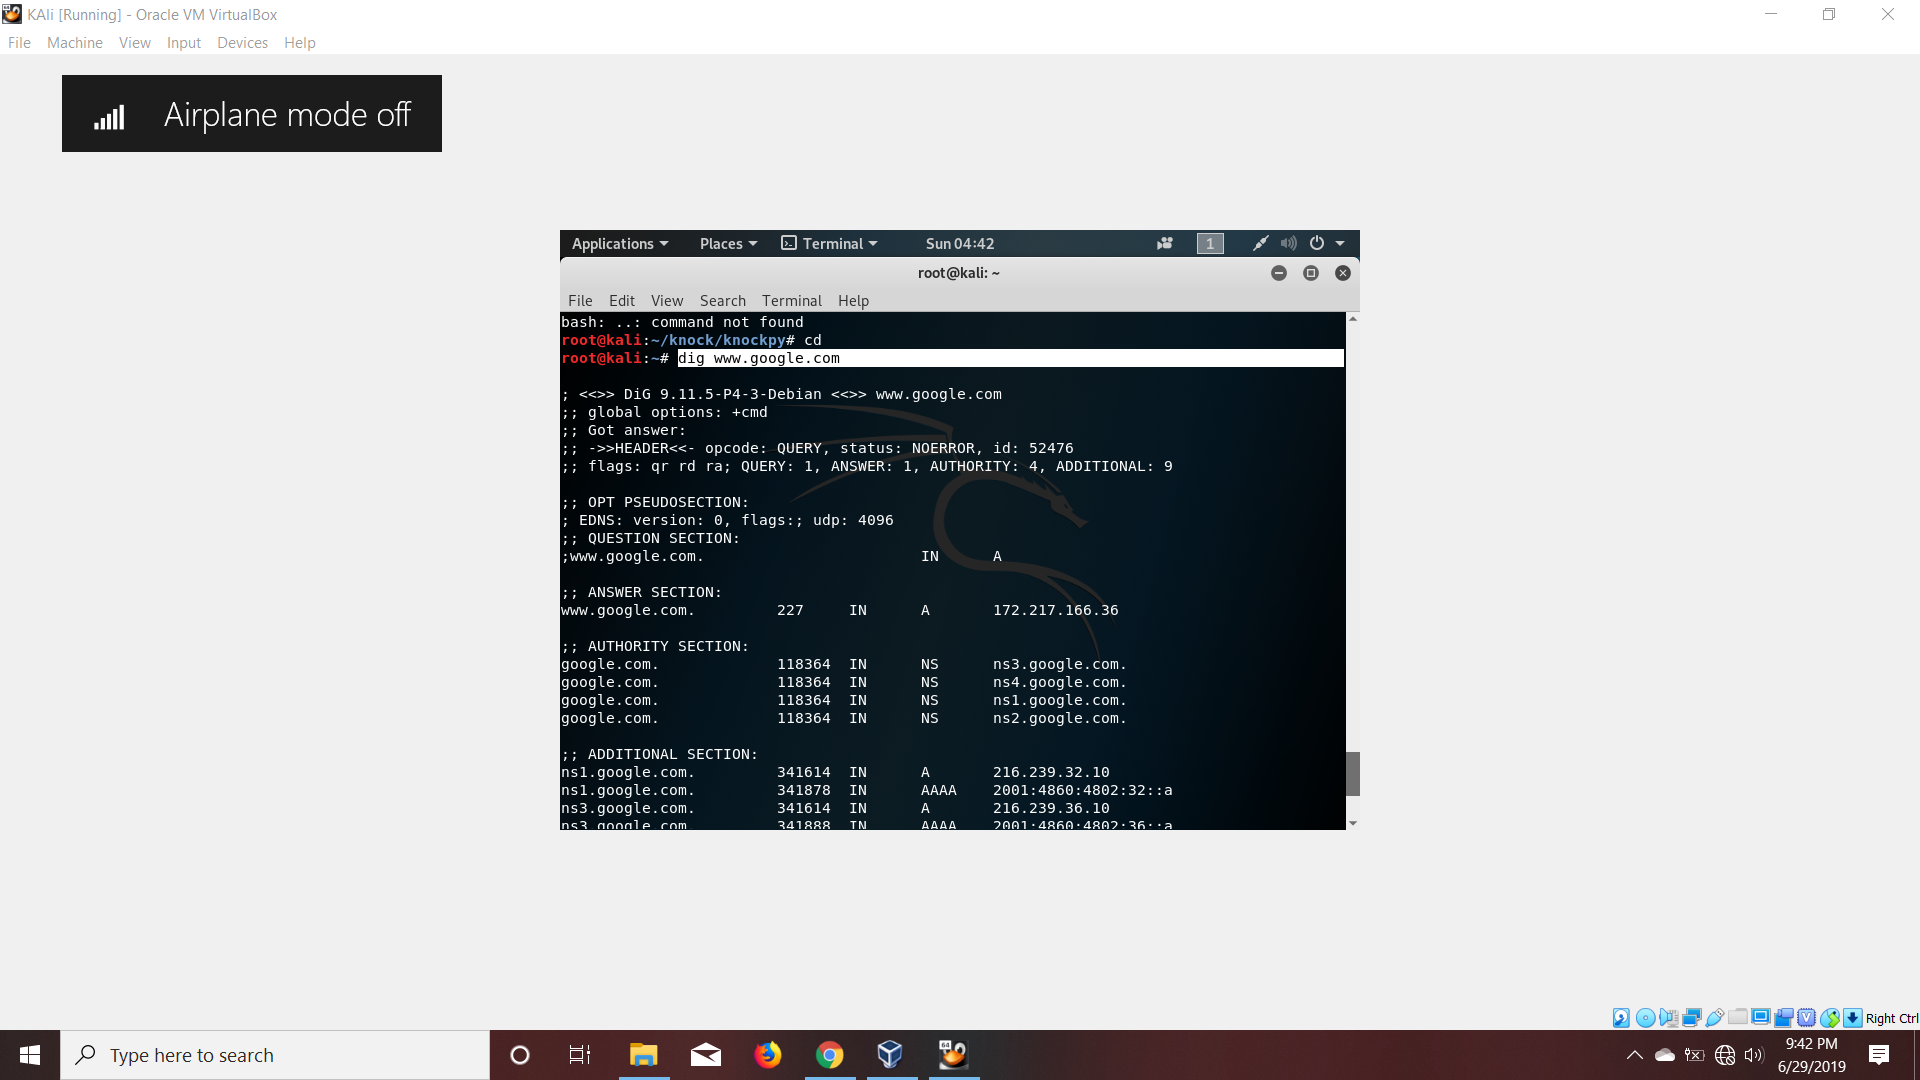 KAli [Running] - Oracle VM VirtualBox
File Machine View Input Devices Help
Airplane mode off
Applications Places Terminal Sun 04:42 1
root@kali: ~
File Edit View Search Terminal Help
bash: ..: command not found
root@kali:~/knock/knockpy# cd
root@kali:~# dig www.google.com
; <<>> DiG 9.11.5-P4-3-Debian <<>> www.google.com
;; global options: +cmd
;; Got answer:
;; ->>HEADER<<- opcode: QUERY, status: NOERROR, id: 52476
;; flags: qr rd ra; QUERY: 1, ANSWER: 1, AUTHORITY: 4, ADDITIONAL: 9
;; OPT PSEUDOSECTION:
; EDNS: version: 0, flags:; udp: 4096
;; QUESTION SECTION:
;www.google.com. IN A
;; ANSWER SECTION:
www.google.com. 227 IN A 172.217.166.36
;; AUTHORITY SECTION:
google.com. 118364 IN NS ns3.google.com.
google.com. 118364 IN NS ns4.google.com.
google.com. 118364 IN NS ns1.google.com.
google.com. 118364 IN NS ns2.google.com.
;; ADDITIONAL SECTION:
ns1.google.com. 341614 IN A 216.239.32.10
ns1.google.com. 341878 IN AAAA 2001:4860:4802:32::a
ns3.google.com. 341614 IN A 216.239.36.10
ns3.google.com. 341888 IN AAAA 2001:4860:4802:36::a
Right Ctrl
Type here to search
64
9:42 PM
6/29/2019